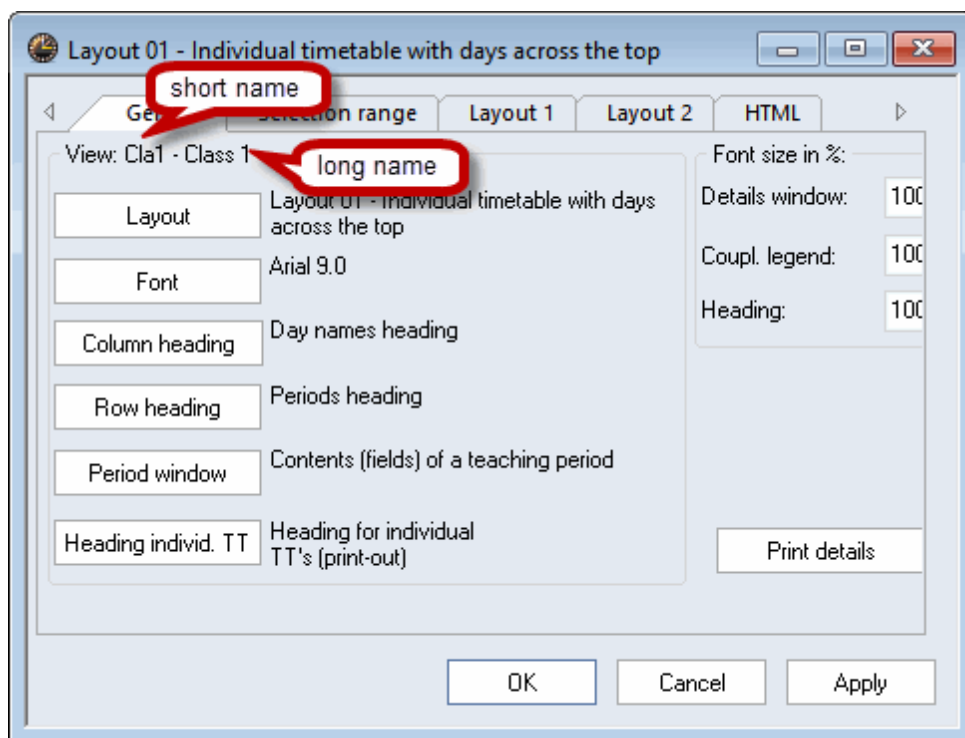 Layout 01 - Individual timetable with days across the top
short name
Ge
ection range
Layout 1
Layout 2
HTML
View: Cla1 - Class 1
long name
Font size in %:
Layout
Layout 01 - Individual timetable with days
across the top
Details window:
100
Font
Arial 9.0
Coupl. legend:
100
Column heading
Day names heading
Heading:
100
Row heading
Periods heading
Period window
Contents (fields) of a teaching period
Heading individ. TT
Heading for individual
TT's (print-out)
Print details
OK
Cancel
Apply